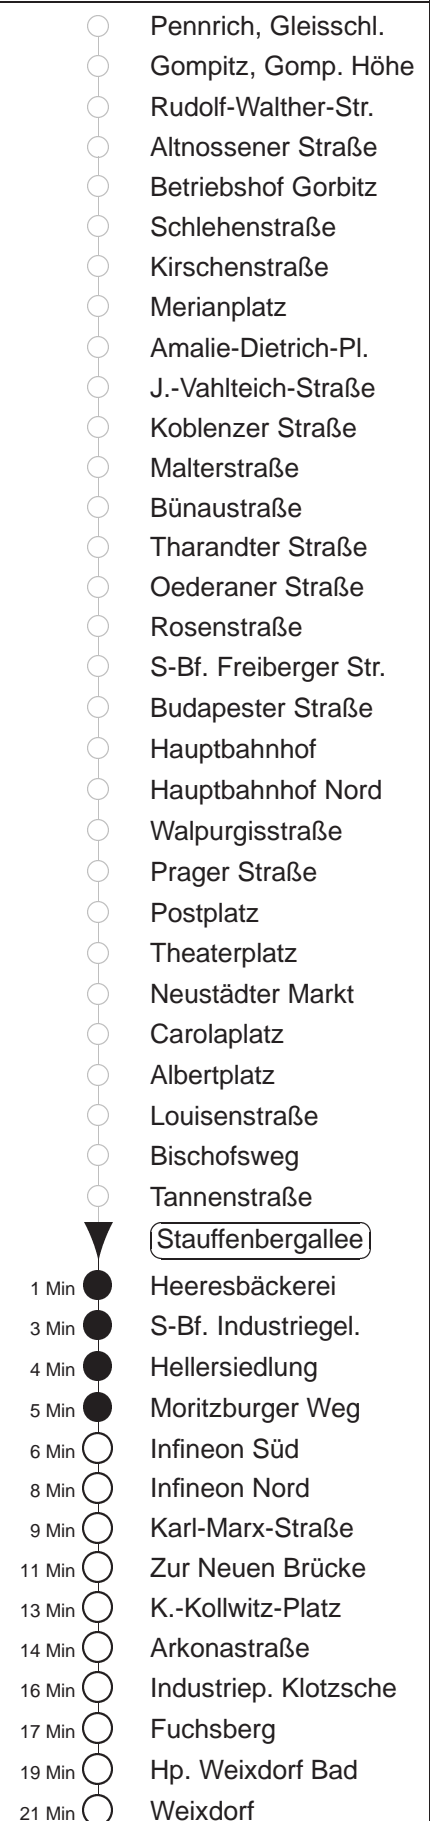 Pennrich, Gleisschl.
Gompitz, Gomp. Höhe
Rudolf-Walther-Str.
Altnossener Straße
Betriebshof Gorbitz
Schlehenstraße
Kirschenstraße
Merianplatz
Amalie-Dietrich-Pl.
J.-Vahlteich-Straße
Koblenzer Straße
Malterstraße
Bünaustraße
Tharandter Straße
Oederaner Straße
Rosenstraße
S-Bf. Freiberger Str.
Budapester Straße
Hauptbahnhof
Hauptbahnhof Nord
Walpurgisstraße
Prager Straße
Postplatz
Theaterplatz
Neustädter Markt
Carolaplatz
Albertplatz
Louisenstraße
Bischofsweg
Tannenstraße
Stauffenbergallee
1 Min Heeresbäckerei
3 Min S-Bf. Industriegel.
4 Min Hellersiedlung
5 Min Moritzburger Weg
6 Min Infineon Süd
8 Min Infineon Nord
9 Min Karl-Marx-Straße
11 Min Zur Neuen Brücke
13 Min K.-Kollwitz-Platz
14 Min Arkonastraße
16 Min Industriep. Klotzsche
17 Min Fuchsberg
19 Min Hp. Weixdorf Bad
21 Min Weixdorf